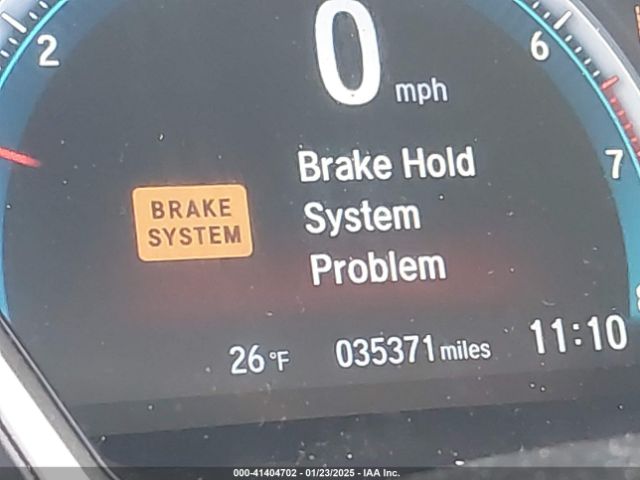 2
0 mph
6
7
Brake Hold
System
Problem
BRAKE
SYSTEM
26°F
035371 miles
11:10
000-41404702 - 01/23/2025 - IAA Inc.